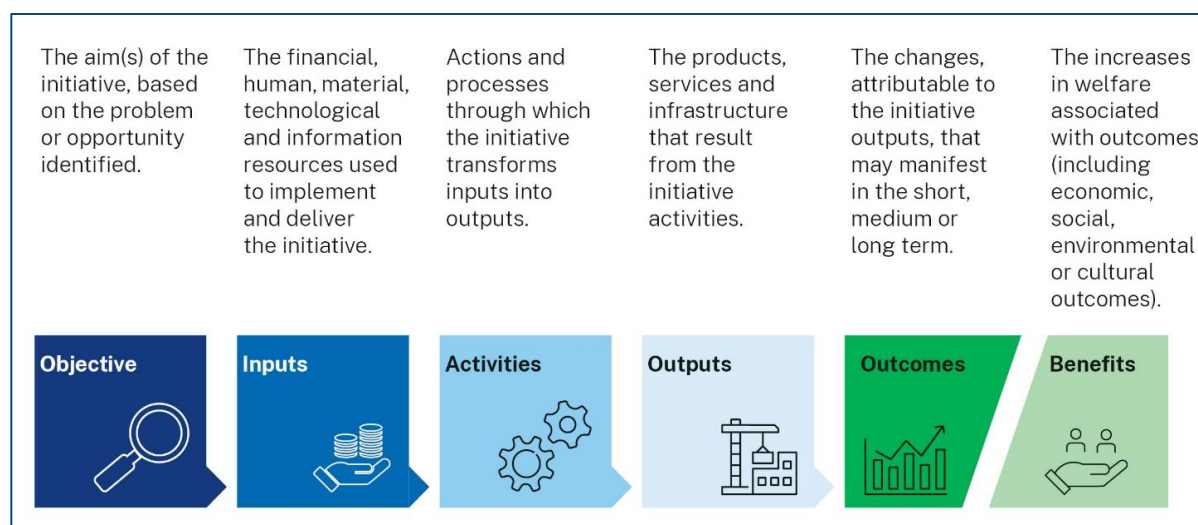 The aim(s) of the
initiative, based
on the problem
or opportunity
identified.
The financial,
human, material,
technological
and information
resources used
to implement
and deliver
the initiative.
Actions and
processes
through which
the initiative
transforms
inputs into
outputs.
The products,
services and
infrastructure
that result
from the
initiative
activities.
The changes,
attributable to
the initiative
outputs, that
may manifest
in the short,
medium or
long term.
The increases
in welfare
associated
with outcomes
(including
economic,
social,
environmental
or cultural
outcomes).
Objective
Inputs
Activities
Outputs
Outcomes
Benefits